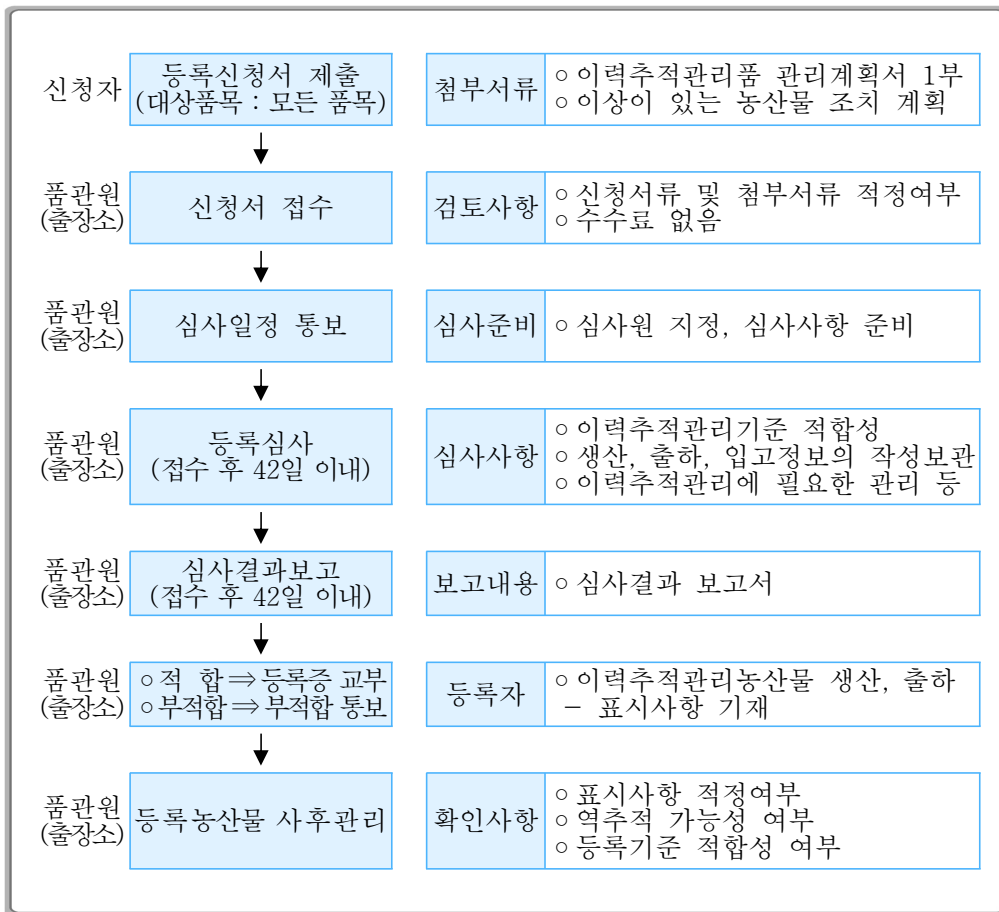 신청자
등록신청서 제출
(대상품목 : 모든 품목)
첨부서류
○ 이력추적관리품 관리계획서 1부
○ 이상이 있는 농산물 조치 계획
품관원
(출장소)
신청서 접수
검토사항
○ 신청서류 및 첨부서류 적정여부
○ 수수료 없음
품관원
(출장소)
심사일정 통보
심사준비
○ 심사원 지정, 심사사항 준비
품관원
(출장소)
등록심사
(접수 후 42일 이내)
심사사항
○ 이력추적관리기준 적합성
○ 생산, 출하, 입고정보의 작성보관
○ 이력추적관리에 필요한 관리 등
품관원
(출장소)
심사결과보고
(접수 후 42일 이내)
보고내용
○ 심사결과 보고서
품관원
(출장소)
○ 적 합 ⇒ 등록증 교부
○ 부적합 ⇒ 부적합 통보
등록자
○ 이력추적관리농산물 생산, 출하
- 표시사항 기재
품관원
(출장소)
등록농산물 사후관리
확인사항
○ 표시사항 적정여부
○ 역추적 가능성 여부
○ 등록기준 적합성 여부